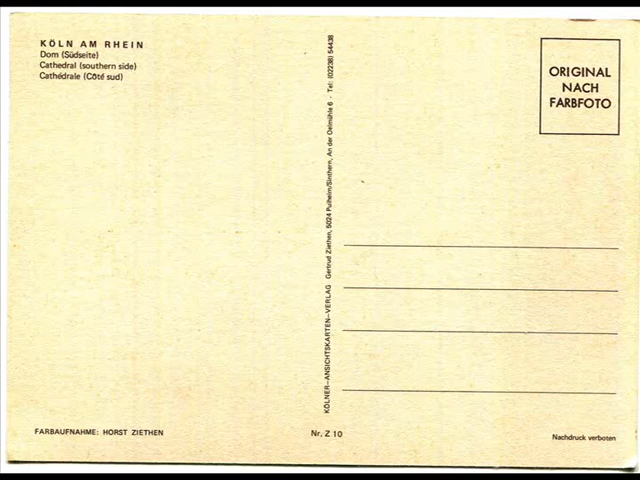 KÖLN AM RHEIN
Dom (Südseite)
Cathedral (southern side)
Cathédrale (Côté sud)
ORIGINAL
NACH
FARBFOTO
KÖLNER-ANSICHTSKARTEN-VERLAG Gertrud Ziethen, 5024 Pulheim/Sinthern, An der Oelmühle 6 · Tel: (02238) 54438
FARBAUFNAHME: HORST ZIETHEN
Nr. Z 10
Nachdruck verboten